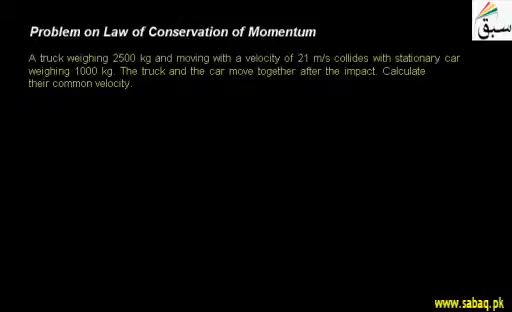 سبق
Problem on Law of Conservation of Momentum
A truck weighing 2500 kg and moving with a velocity of 21 m/s collides with stationary car
weighing 1000 kg. The truck and the car move together after the impact. Calculate
their common velocity.
www.sabaq.pk